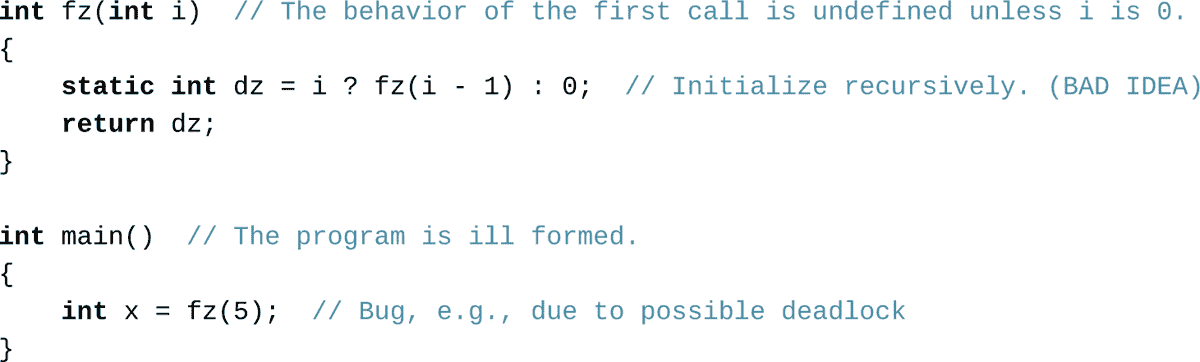 int fz(int i)  // The behavior of the first call is undefined unless i is 0.
{
    static int dz = i ? fz(i - 1) : 0;  // Initialize recursively. (BAD IDEA)
    return dz;
}

int main()  // The program is ill formed.
{
    int x = fz(5);  // Bug, e.g., due to possible deadlock
}